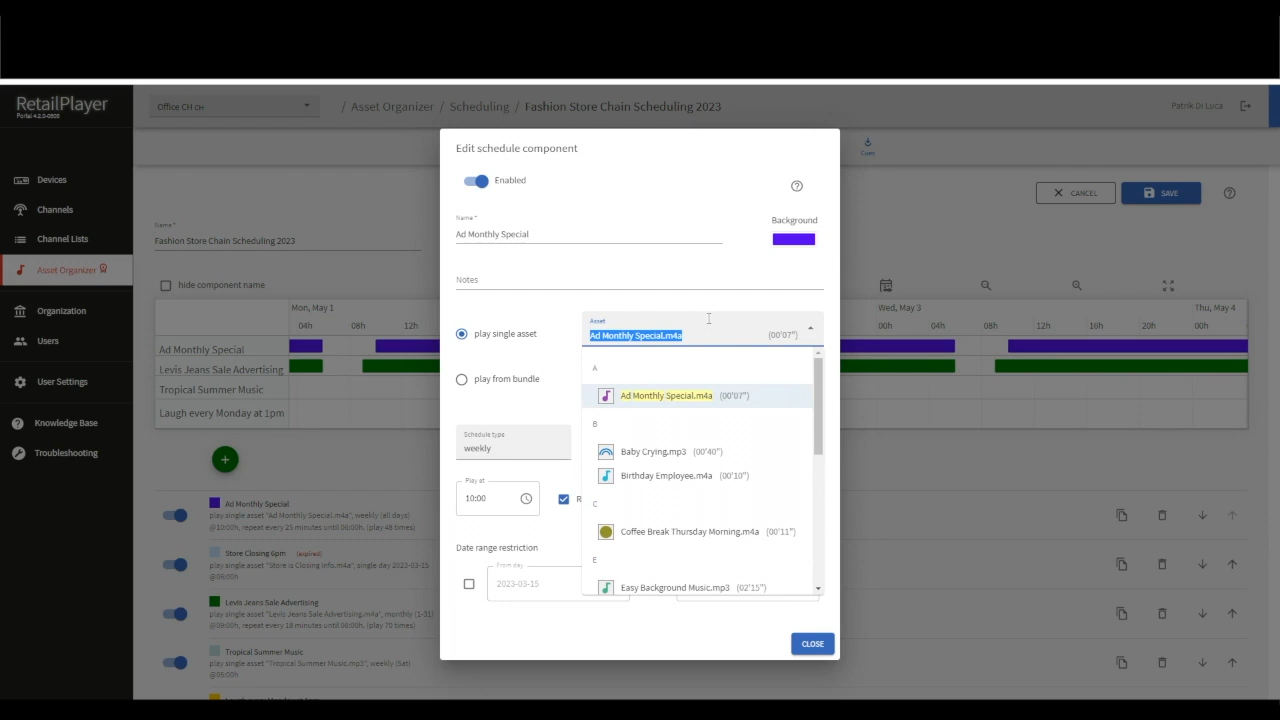 RetailPlayer
Portal 4.2.0-0803
Office CH CH
/ Asset Organizer / Scheduling / Fashion Store Chain Scheduling 2023
Patrik Di Luca
Devices
Channels
Channel Lists
Asset Organizer
Organization
Users
User Settings
Knowledge Base
Troubleshooting
Cues
CANCEL
SAVE
Name *
Fashion Store Chain Scheduling 2023
hide component name
Mon, May 1
Wed, May 3
Thu, May 4
04h 08h 12h
00h 04h 08h 12h 16h 20h 00h
Ad Monthly Special
Levis Jeans Sale Advertising
Tropical Summer Music
Laugh every Monday at 1pm
Ad Monthly Special
play single asset "Ad Monthly Special.m4a", weekly (all days)
@10:00h, repeat every 25 minutes until 06:00h. (play 48 times)
Store Closing 6pm (expired)
play single asset "Store is Closing Info.m4a", single day 2023-03-15
@06:00h
Levis Jeans Sale Advertising
play single asset "Levis Jeans Sale Advertising.m4a", monthly (1-31)
@09:00h, repeat every 18 minutes until 06:00h. (play 70 times)
Tropical Summer Music
play single asset "Tropical Summer Music.mp3", weekly (Sat)
@05:00h
Edit schedule component
Enabled
Name *
Ad Monthly Special
Background
Notes
play single asset
Asset
Ad Monthly Special.m4a (00'07")
play from bundle
A
Ad Monthly Special.m4a (00'07")
B
Baby Crying.mp3 (00'40")
Birthday Employee.m4a (00'10")
C
Coffee Break Thursday Morning.m4a (00'11")
E
Easy Background Music.mp3 (02'15")
Schedule type
weekly
Play at
10:00
R
Date range restriction
From day
2023-03-15
CLOSE